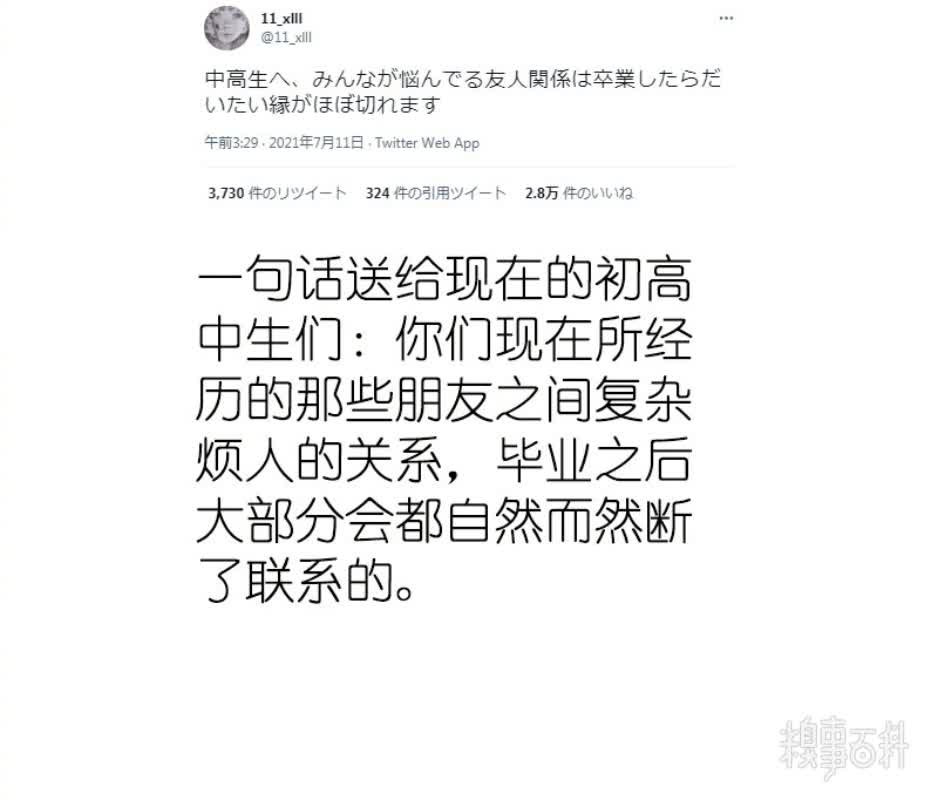 11_xlll
@11_xlll
中高生へ、みんなが悩んでる友人関係は卒業したらだ
いたい縁がほぼ切れます
午前3:29 · 2021年7月11日 · Twitter Web App
3,730 件のリツイート 324 件の引用ツイート 2.8万 件のいいね
一句话送给现在的初高
中生们：你们现在所经
历的那些朋友之间复杂
烦人的关系，毕业之后
大部分会都自然而然断
了联系的。
糗事百科